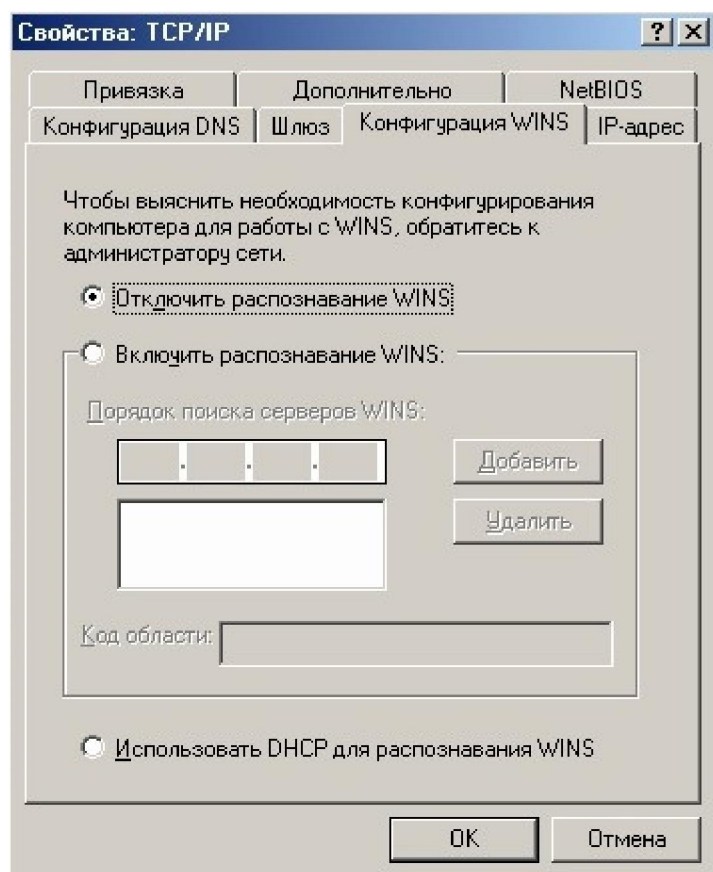 Свойства: TCP/IP
? ×
Привязка Дополнительно NetBIOS
Конфигурация DNS Шлюз Конфигурация WINS IP-адрес
Чтобы выяснить необходимость конфигурирования
компьютера для работы с WINS, обратитесь к
администратору сети.
Отключить распознавание WINS
Включить распознавание WINS:
Порядок поиска серверов WINS:
. . .
Добавить
Удалить
Код области:
Использовать DHCP для распознавания WINS
OK Отмена